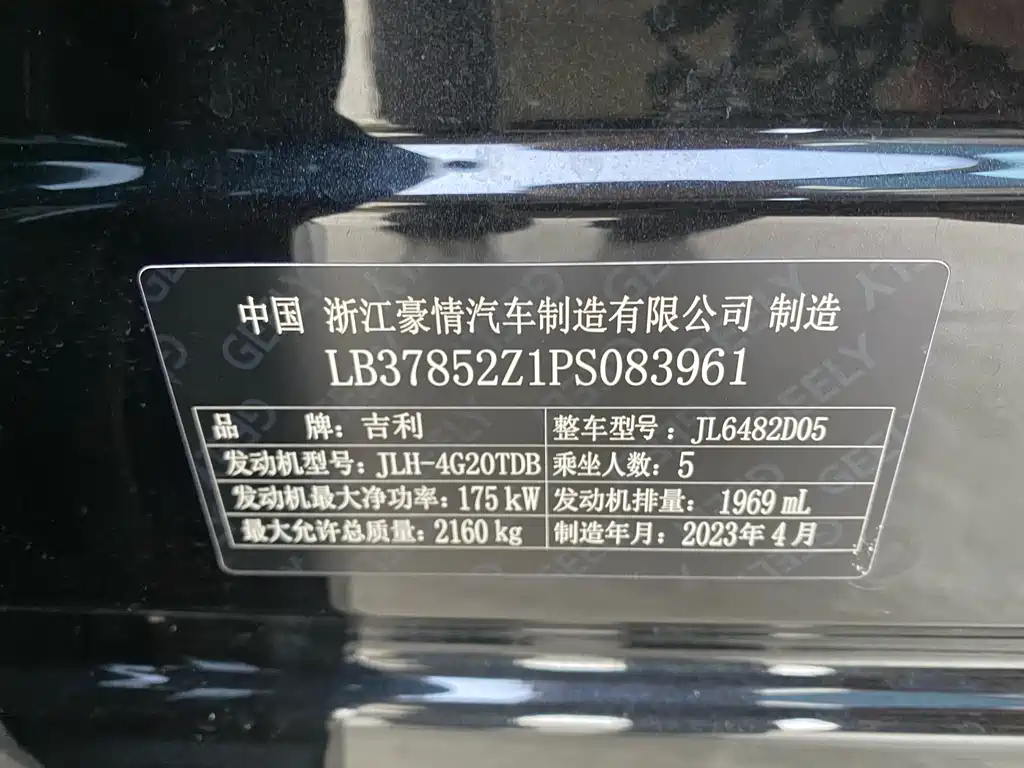 中国 浙江豪情汽车制造有限公司 制造
LB37852Z1PS083961
品 牌：吉利 整车型号：JL6482D05
发动机型号：JLH-4G20TDB 乘坐人数：5
发动机最大净功率：175 kW 发动机排量：1969 mL
最大允许总质量：2160 kg 制造年月：2023年4月